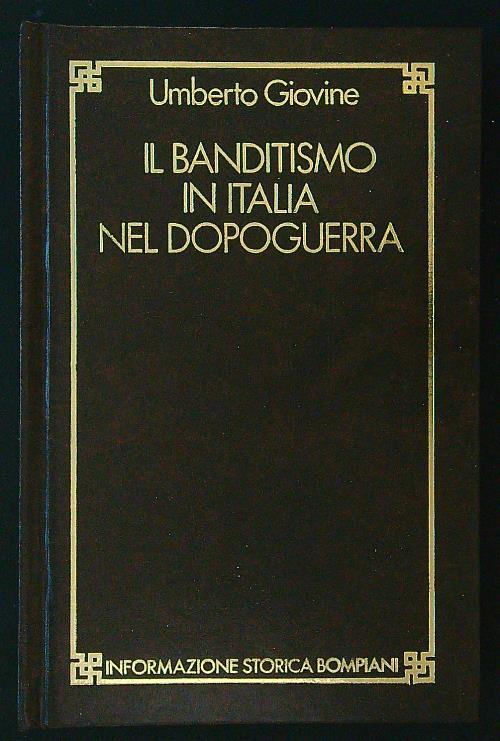 Umberto Giovine
IL BANDITISMO
IN ITALIA
NEL DOPOGUERRA
INFORMAZIONE STORICA BOMPIANI